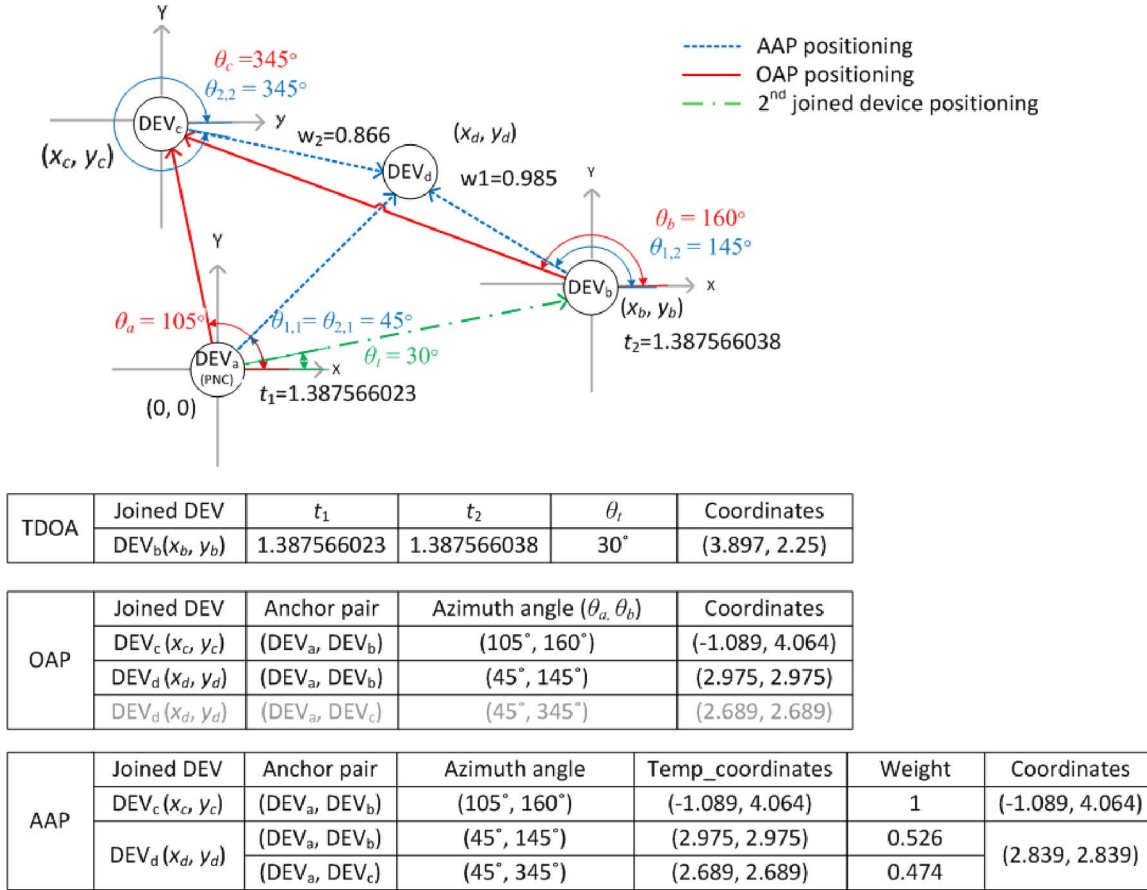 Y
θc =345°
θ2,2 = 345°
DEVc
y
(xc, yc)
w2=0.866
(xd, yd)
DEVd
w1=0.985
AAP positioning
OAP positioning
2nd joined device positioning
Y
θb = 160°
θ1,2 = 145°
DEVb
x
(xb, yb)
t2=1.387566038
Y
θa = 105°
θ1,1= θ2,1 = 45°
θt = 30°
DEVa
(PNC)
x
(0, 0)
t1=1.387566023
TDOA
Joined DEV t1 t2 θt Coordinates
DEVb(xb, yb) 1.387566023 1.387566038 30˚ (3.897, 2.25)
OAP
Joined DEV Anchor pair Azimuth angle (θa, θb) Coordinates
DEVc (xc, yc) (DEVa, DEVb) (105˚, 160˚) (-1.089, 4.064)
DEVd (xd, yd) (DEVa, DEVb) (45˚, 145˚) (2.975, 2.975)
DEVd (xd, yd) (DEVa, DEVc) (45˚, 345˚) (2.689, 2.689)
AAP
Joined DEV Anchor pair Azimuth angle Temp_coordinates Weight Coordinates
DEVc (xc, yc) (DEVa, DEVb) (105˚, 160˚) (-1.089, 4.064) 1 (-1.089, 4.064)
DEVd (xd, yd) (DEVa, DEVb) (45˚, 145˚) (2.975, 2.975) 0.526 (2.839, 2.839)
(DEVa, DEVc) (45˚, 345˚) (2.689, 2.689) 0.474